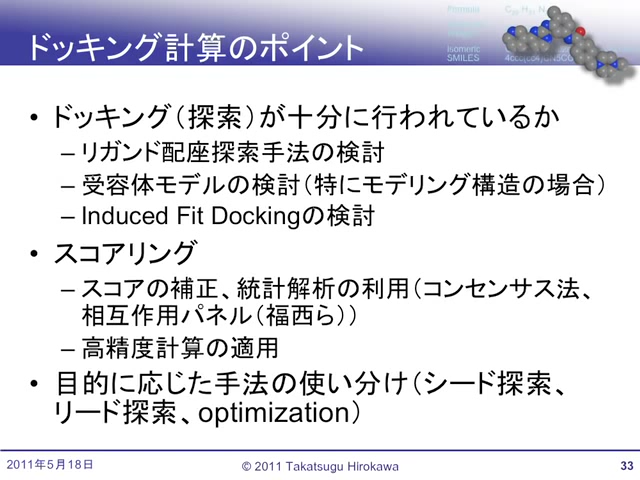 ドッキング計算のポイント
Formula
Isomeric
SMILES
• ドッキング（探索）が十分に行われているか
– リガンド配座探索手法の検討
– 受容体モデルの検討（特にモデリング構造の場合）
– Induced Fit Dockingの検討
• スコアリング
– スコアの補正、統計解析の利用（コンセンサス法、
相互作用パネル（福西ら））
– 高精度計算の適用
• 目的に応じた手法の使い分け（シード探索、
リード探索、optimization）
2011年5月18日
© 2011 Takatsugu Hirokawa
33